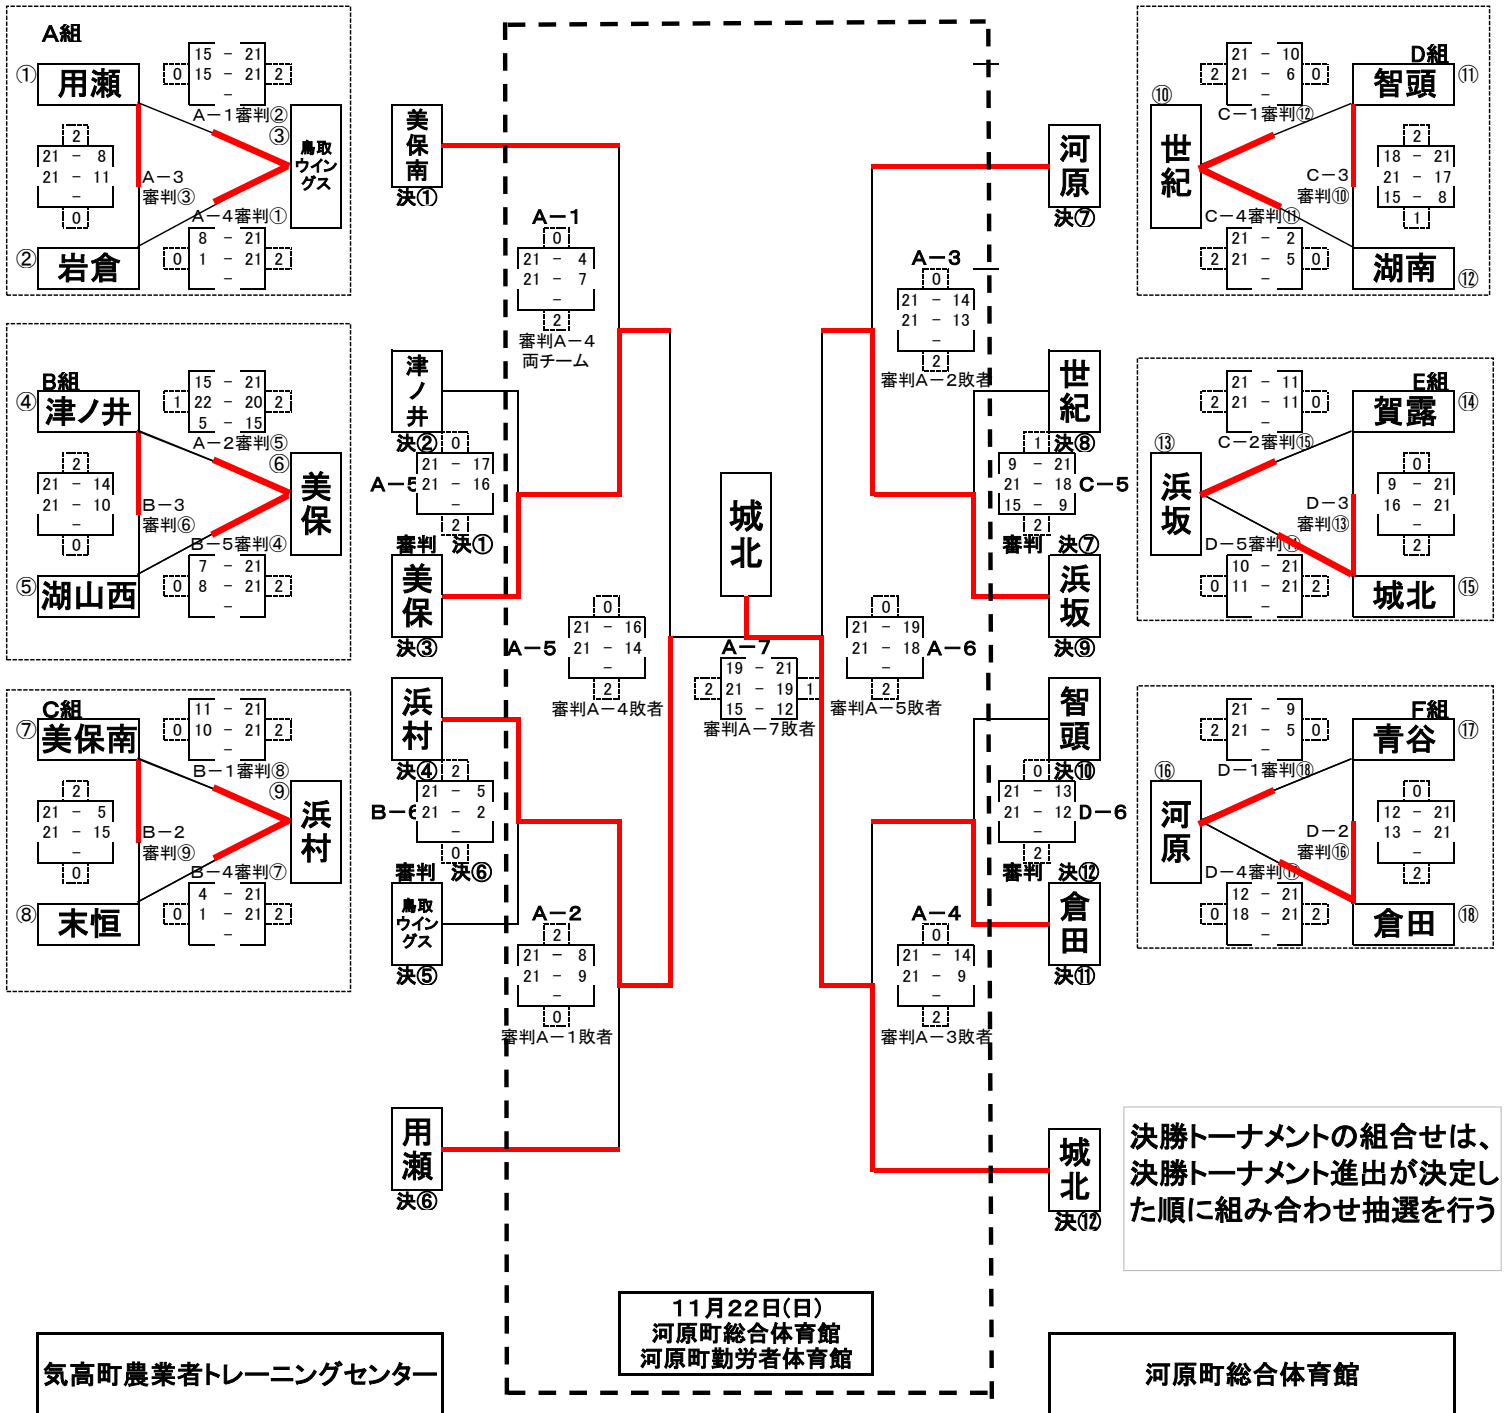 A組
① 用瀬
0 15 - 21 2
15 - 21
-
A-1審判②
③ 鳥取ウイングス
2
21 - 8
21 - 11
-
0
A-3
審判③
A-4審判①
8 - 21
0 1 - 21 2
-
② 岩倉
B組
④ 津ノ井
15 - 21
1 22 - 20 2
5 - 15
A-2審判⑤
⑥ 美保
2
21 - 14
21 - 10
-
0
B-3
審判⑥
B-5審判④
7 - 21
0 8 - 21 2
-
⑤ 湖山西
C組
⑦ 美保南
11 - 21
0 10 - 21 2
-
B-1審判⑧
⑨ 浜村
2
21 - 5
21 - 15
-
0
B-2
審判⑨
B-4審判⑦
4 - 21
0 1 - 21 2
-
⑧ 末恒
美保南
決①
津ノ井
決②
0
21 - 17
21 - 16
-
2
A-5
審判 決①
美保
決③
浜村
決④
2
21 - 5
21 - 2
-
0
B-6
審判 決⑥
鳥取ウイングス
決⑤
用瀬
決⑥
A-1
0
21 - 4
21 - 7
-
2
審判A-4
両チーム
A-2
2
21 - 8
21 - 9
-
0
審判A-1敗者
A-5
0
21 - 16
21 - 14
-
2
審判A-4敗者
城北
A-7
19 - 21
2 21 - 19 1
15 - 12
審判A-7敗者
A-6
0
21 - 19
21 - 18
-
2
審判A-5敗者
A-3
0
21 - 14
21 - 13
-
2
審判A-2敗者
A-4
0
21 - 14
21 - 9
-
2
審判A-3敗者
河原
決⑦
世紀
決⑧
1
9 - 21
21 - 18
15 - 9
2
C-5
審判 決⑦
浜坂
決⑨
智頭
決⑩
0
21 - 13
21 - 12
-
2
D-6
審判 決⑫
倉田
決⑪
城北
決⑫
D組
21 - 10
2 21 - 6 0
-
智頭 ⑪
C-1審判⑫
⑩ 世紀
2
18 - 21
21 - 17
15 - 8
1
C-3
審判⑩
C-4審判⑪
21 - 2
2 21 - 5 0
-
湖南 ⑫
E組
21 - 11
2 21 - 11 0
-
賀露 ⑭
C-2審判⑮
⑬ 浜坂
0
9 - 21
16 - 21
-
2
D-3
審判⑬
D-5審判⑭
10 - 21
0 11 - 21 2
-
城北 ⑮
F組
21 - 9
2 21 - 5 0
-
青谷 ⑰
D-1審判⑱
⑯ 河原
0
12 - 21
13 - 21
-
2
D-2
審判⑯
D-4審判⑰
12 - 21
0 18 - 21 2
-
倉田 ⑱
決勝トーナメントの組合せは、
決勝トーナメント進出が決定し
た順に組み合わせ抽選を行う
11月22日(日)
河原町総合体育館
河原町勤労者体育館
気高町農業者トレーニングセンター
河原町総合体育館